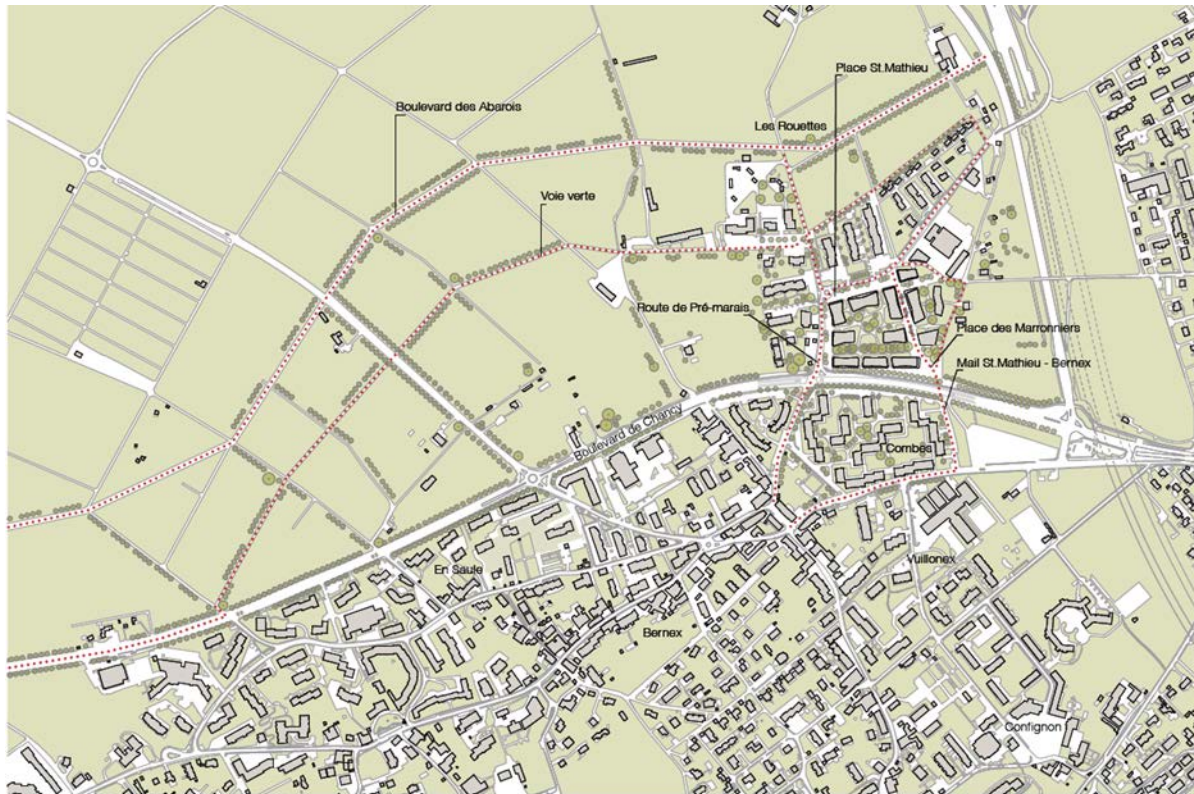 Place St.Mathieu
Boulevard des Abarois
Les Rouettes
Voie verte
Route de Pré-marais
Place des Marronniers
Mail St.Mathieu - Bernex
Boulevard de Chancy
Combes
En Saule
Vuillonex
Bernex
Confignon